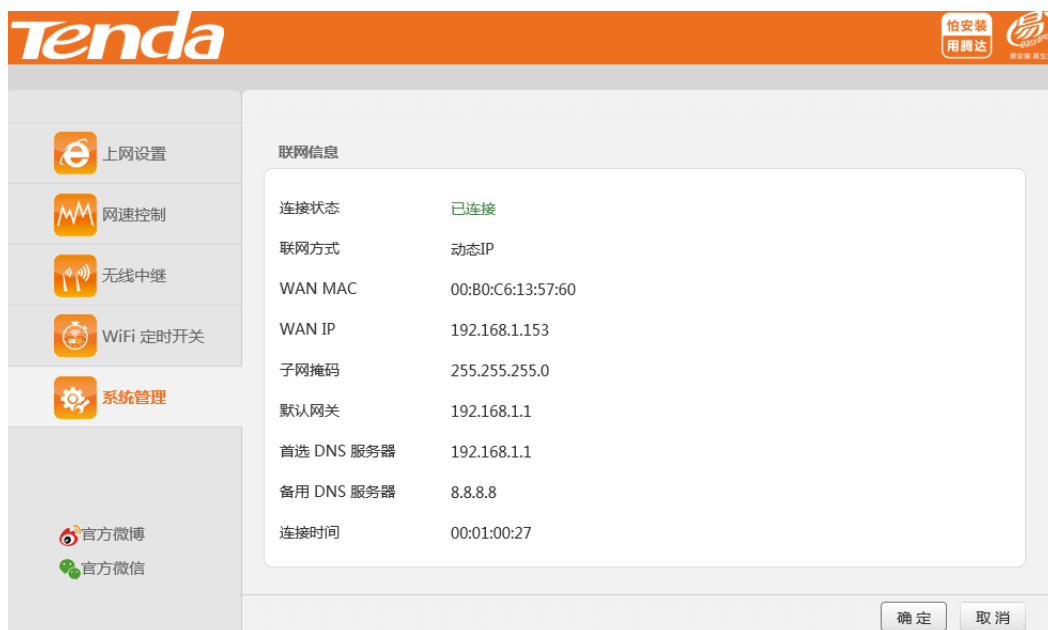 Tenda
怕安装
用腾达
易
easy life
上网设置
网速控制
无线中继
WiFi 定时开关
系统管理
官方微博
官方微信
联网信息
连接状态 已连接
联网方式 动态IP
WAN MAC 00:B0:C6:13:57:60
WAN IP 192.168.1.153
子网掩码 255.255.255.0
默认网关 192.168.1.1
首选 DNS 服务器 192.168.1.1
备用 DNS 服务器 8.8.8.8
连接时间 00:01:00:27
确定 取消